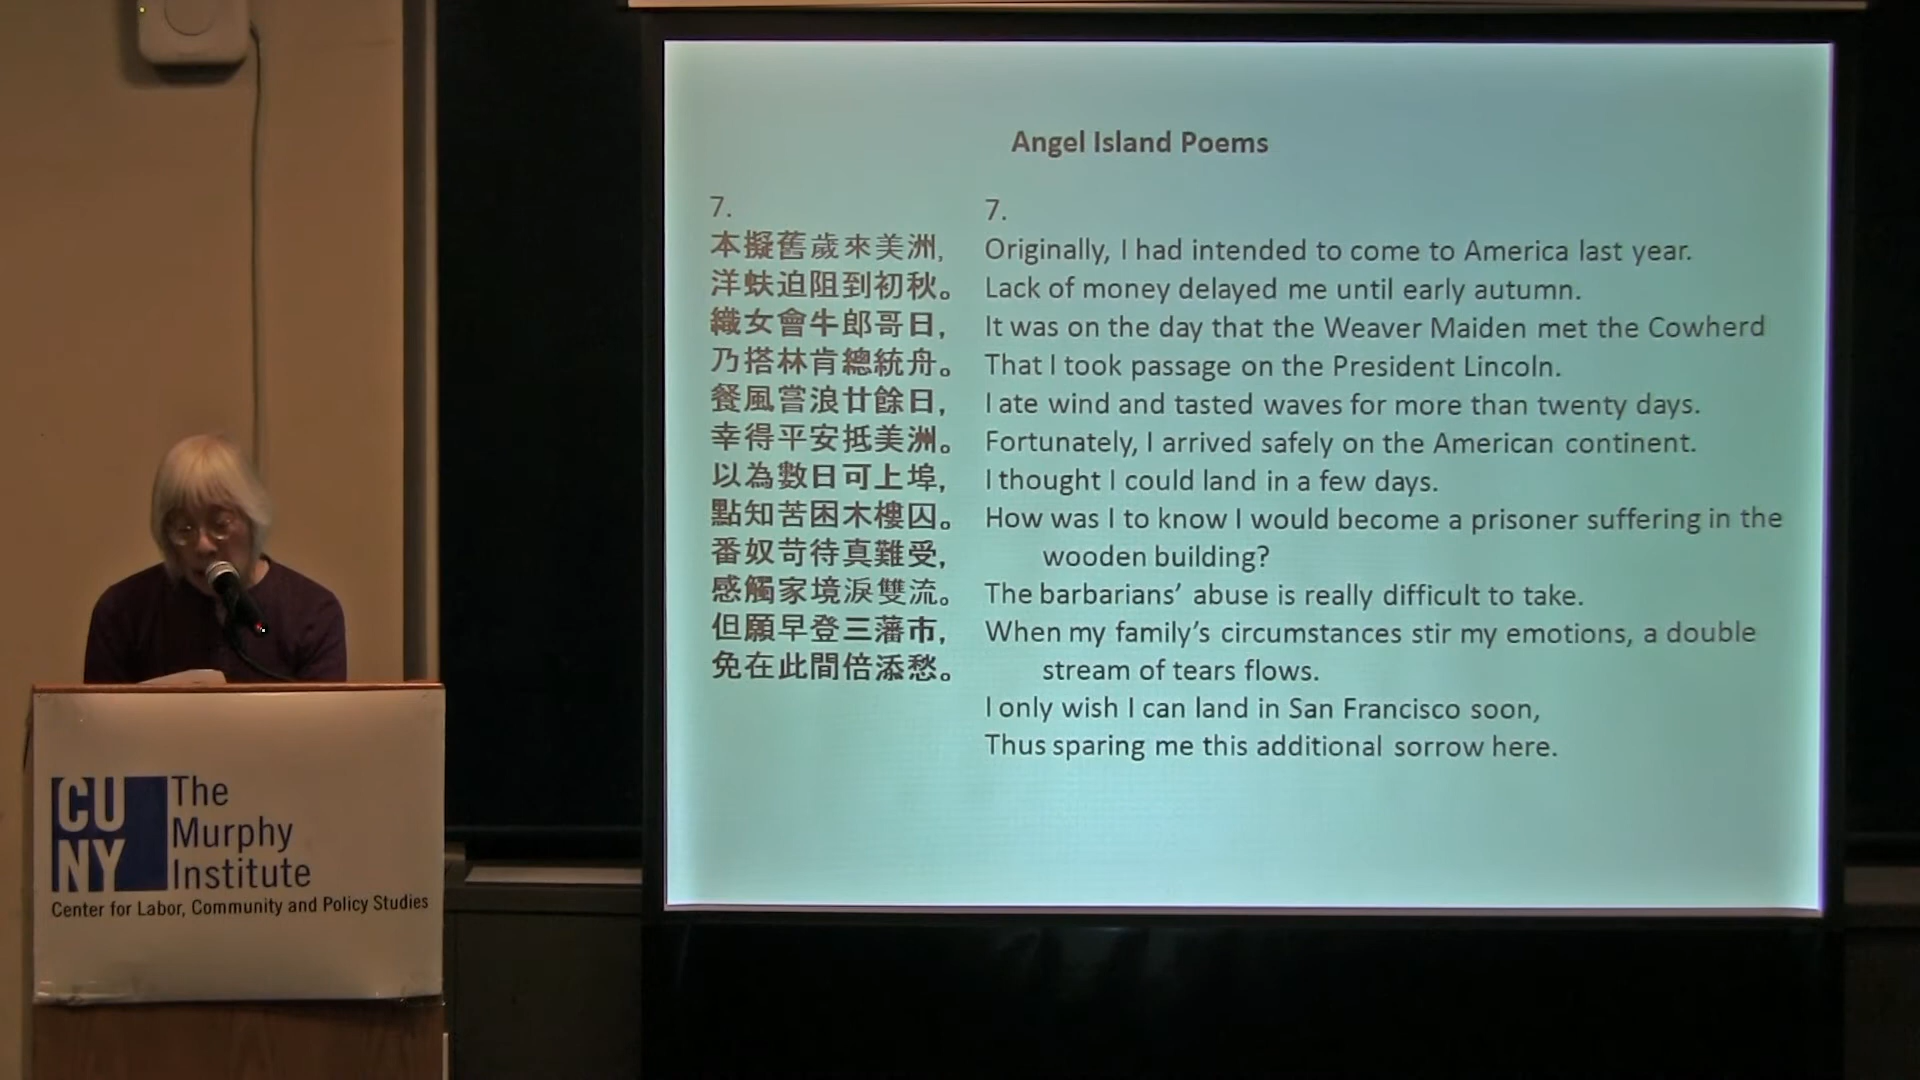 Angel Island Poems
7.
本擬舊歲來美洲,
洋蚨迫阻到初秋。
織女會牛郎哥日,
乃搭林肯總統舟。
餐風嘗浪廿餘日,
幸得平安抵美洲。
以為數日可上埠,
點知苦困木樓囚。
番奴苛待真難受,
感觸家境淚雙流。
但願早登三藩市,
免在此間倍添愁。
7.
Originally, I had intended to come to America last year.
Lack of money delayed me until early autumn.
It was on the day that the Weaver Maiden met the Cowherd
That I took passage on the President Lincoln.
I ate wind and tasted waves for more than twenty days.
Fortunately, I arrived safely on the American continent.
I thought I could land in a few days.
How was I to know I would become a prisoner suffering in the
wooden building?
The barbarians’ abuse is really difficult to take.
When my family’s circumstances stir my emotions, a double
stream of tears flows.
I only wish I can land in San Francisco soon,
Thus sparing me this additional sorrow here.
CU
NY
The
Murphy
Institute
Center for Labor, Community and Policy Studies